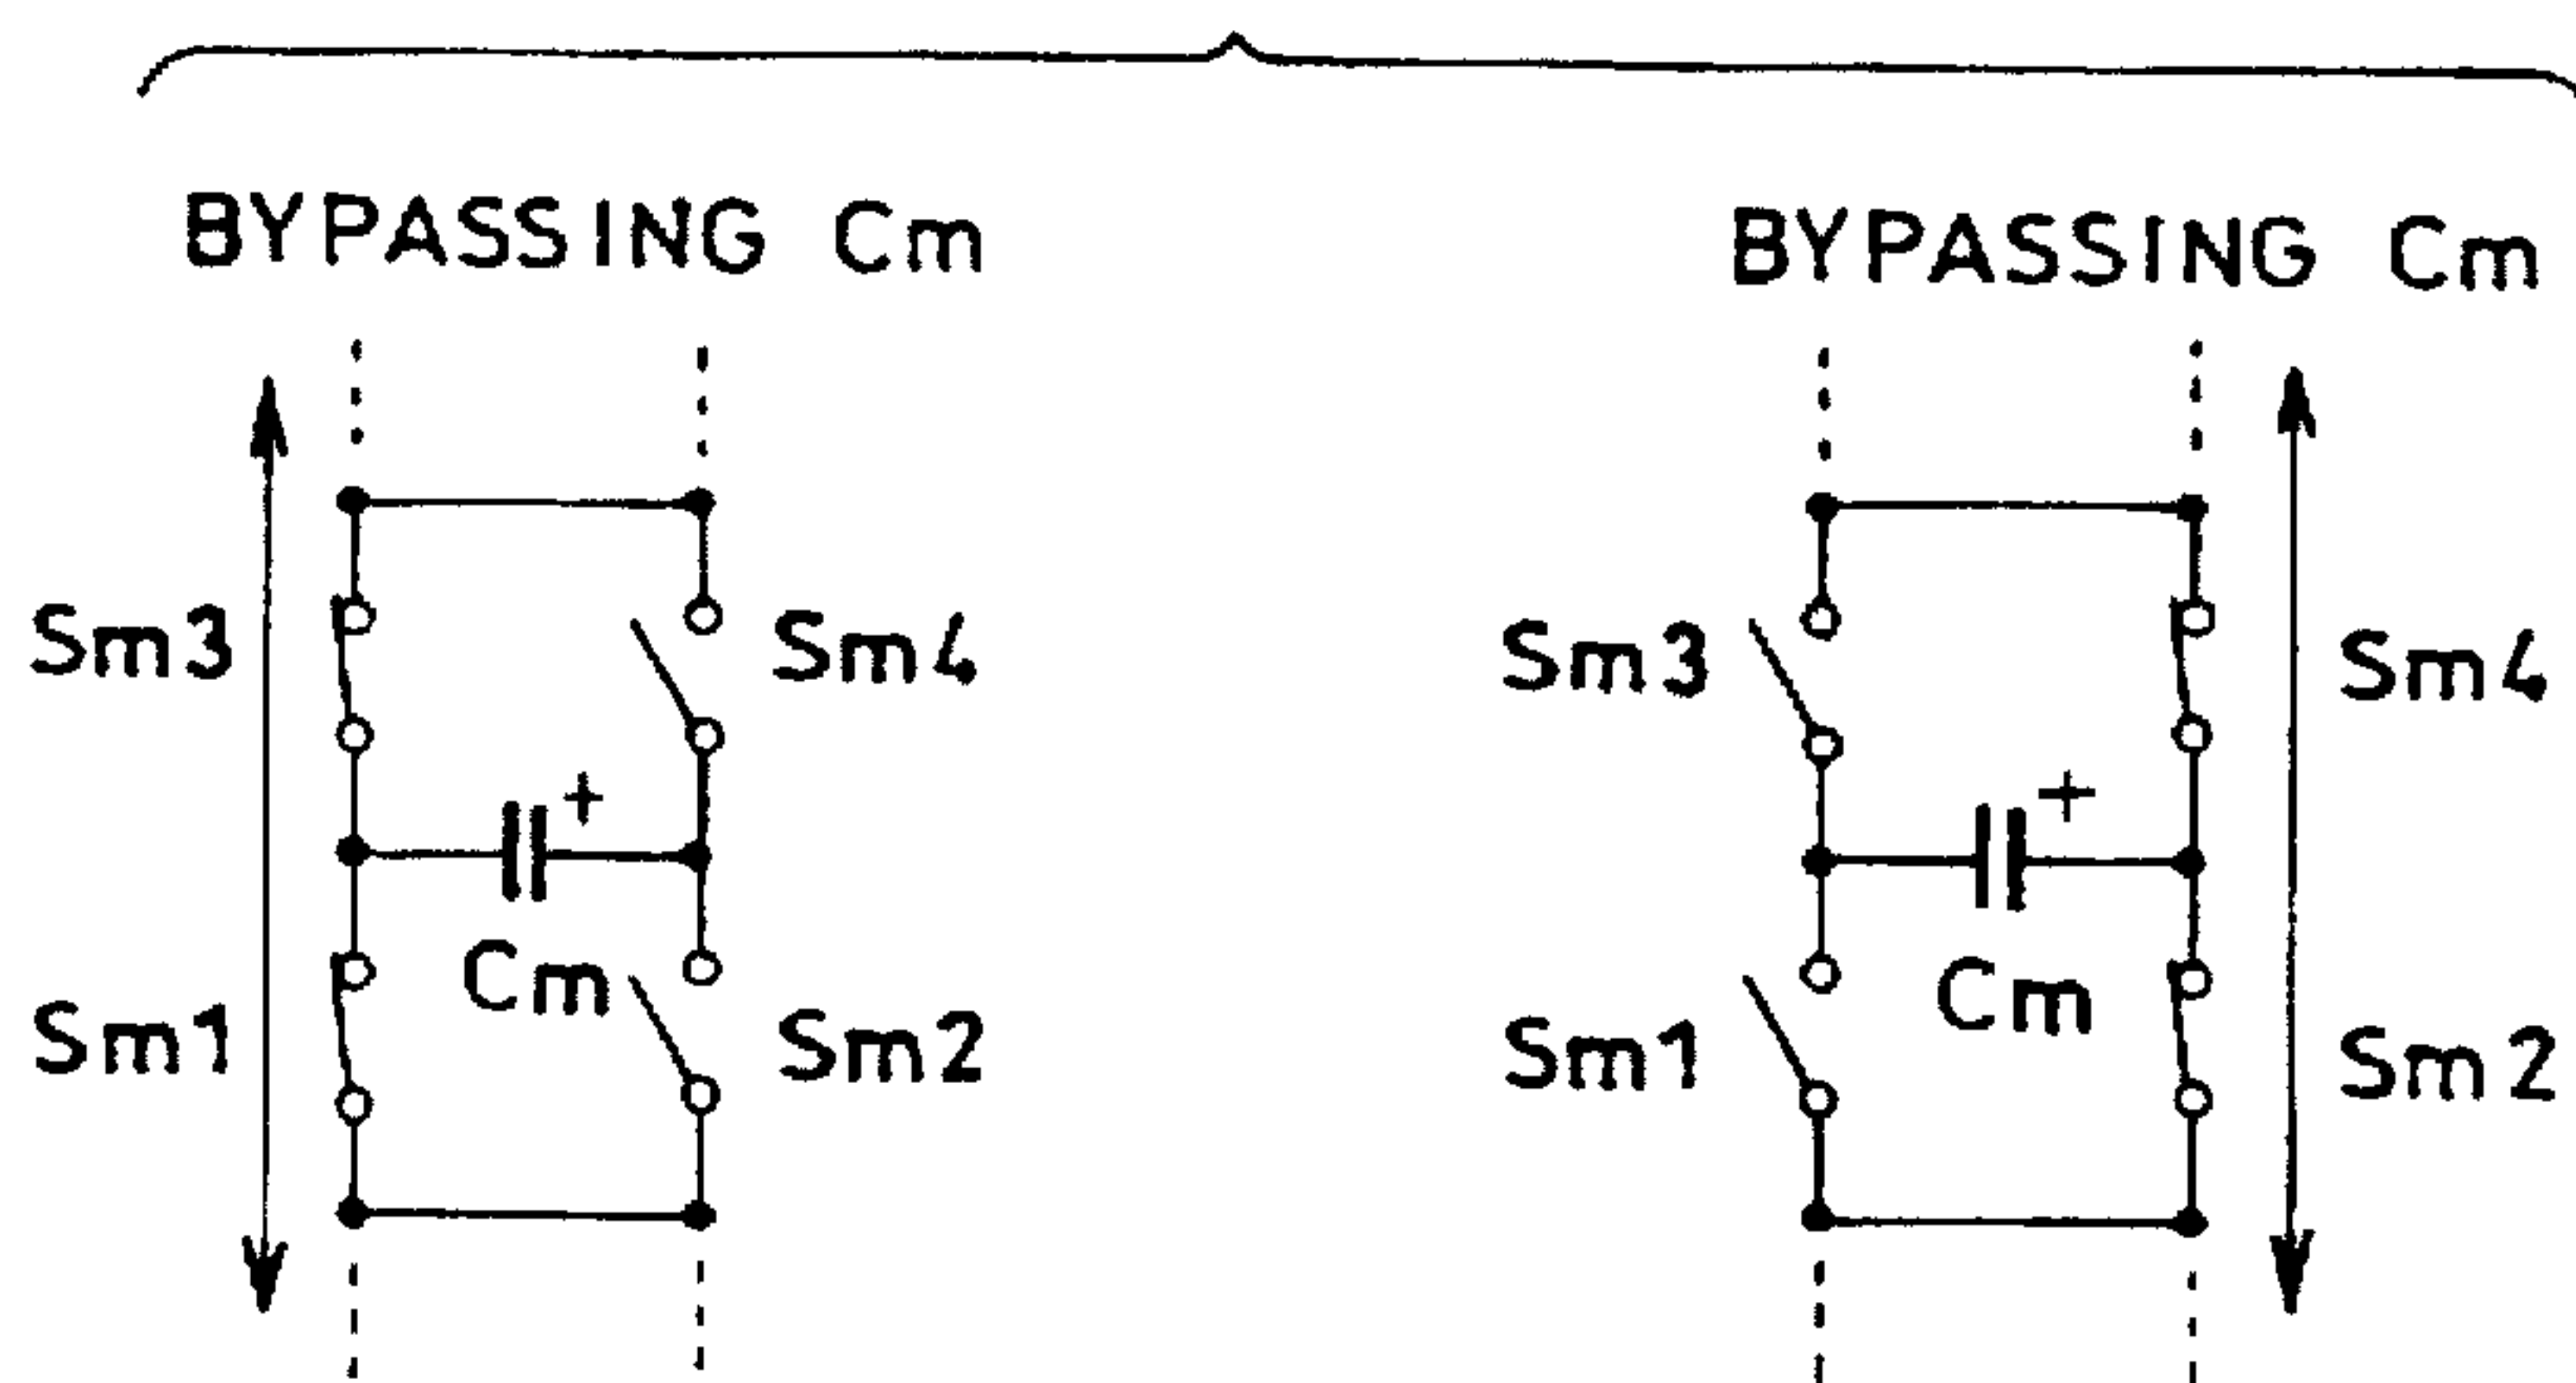 BYPASSING Cm
BYPASSING Cm
Sm3
Sm4
+
Cm
Sm1
Sm2
Sm3
Sm4
+
Cm
Sm1
Sm2